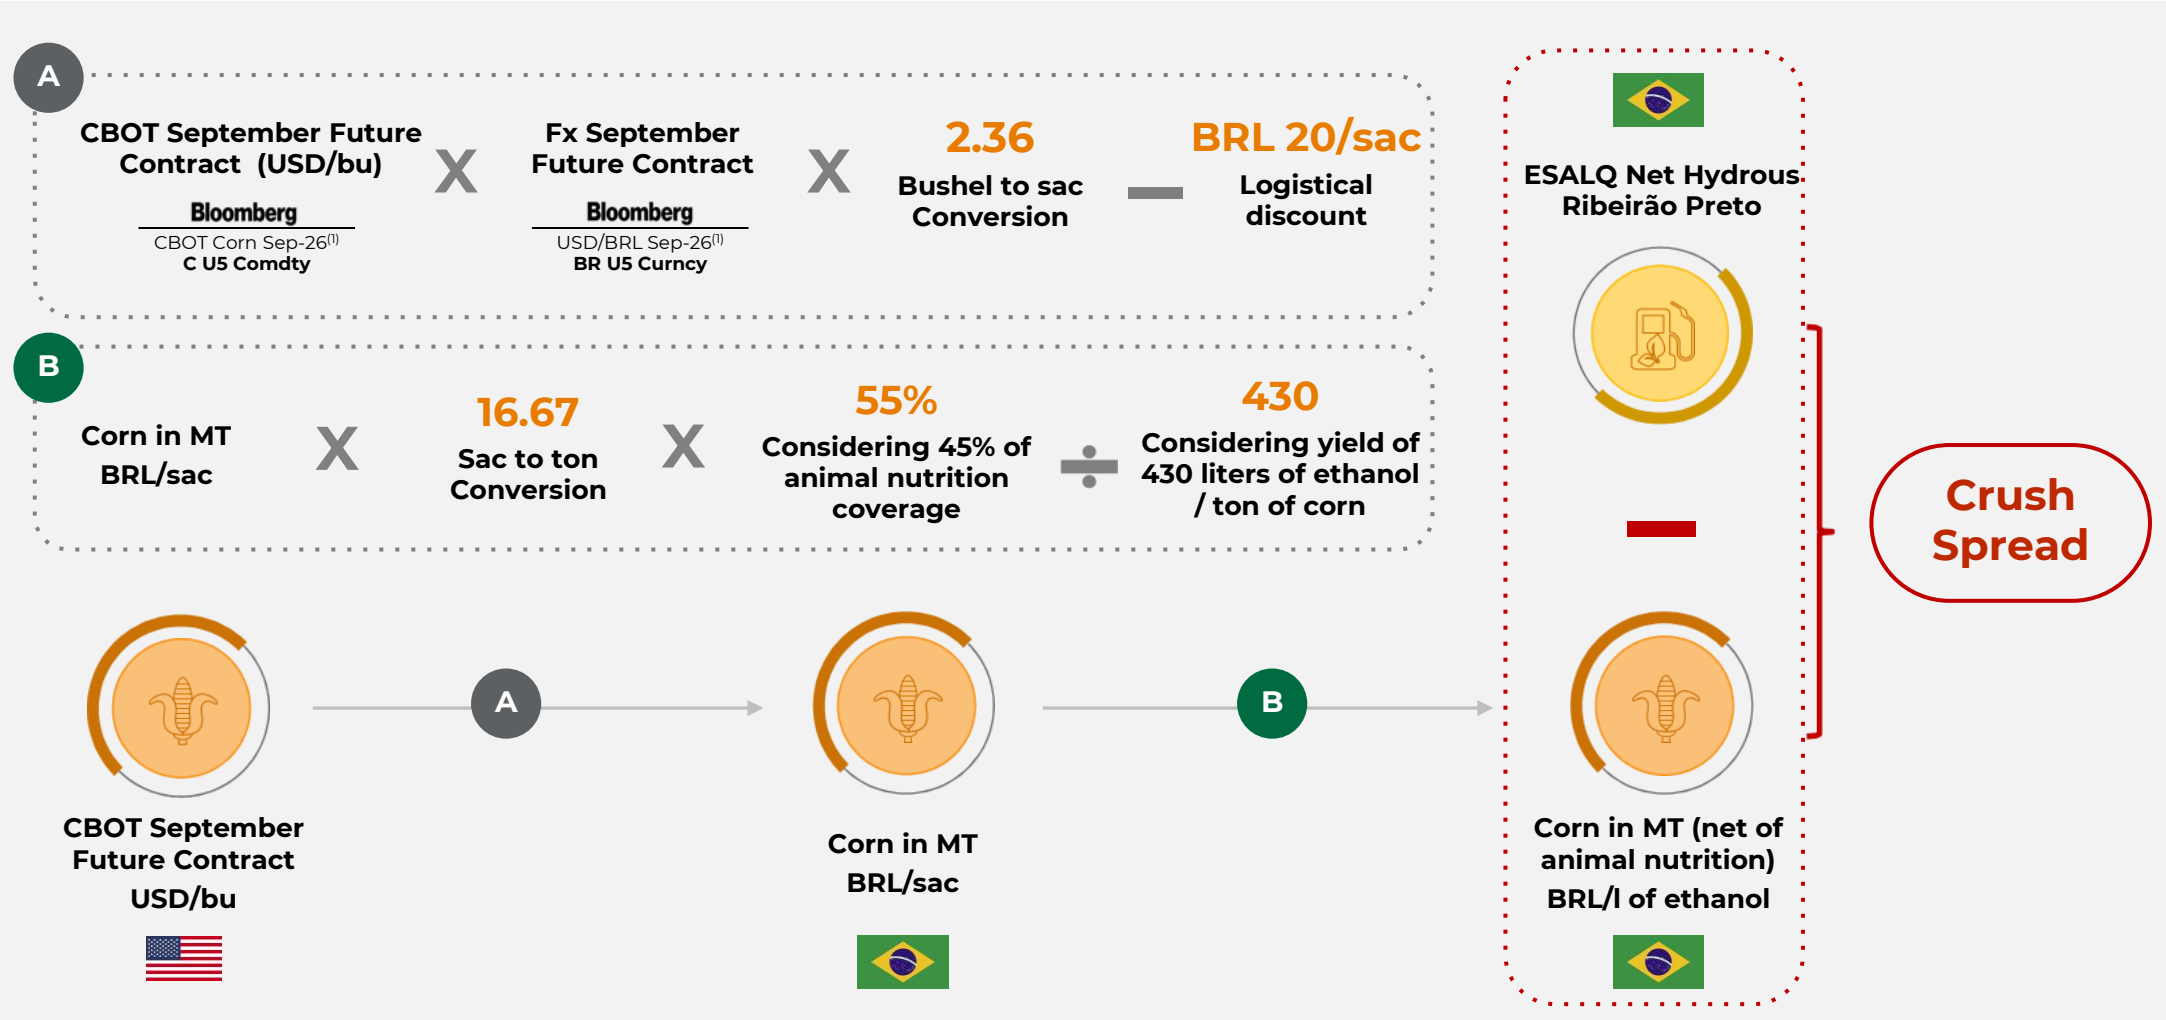 A
CBOT September Future
Contract (USD/bu)
Bloomberg
CBOT Corn Sep-26(1)
C U5 Comdty
X
Fx September
Future Contract
Bloomberg
USD/BRL Sep-26(1)
BR U5 Curncy
X
2.36
Bushel to sac
Conversion
BRL 20/sac
Logistical
discount
B
Corn in MT
BRL/sac
X
16.67
Sac to ton
Conversion
X
55%
Considering 45% of
animal nutrition
coverage
÷
430
Considering yield of
430 liters of ethanol
/ ton of corn
ESALQ Net Hydrous
Ribeirão Preto
Crush
Spread
A
B
CBOT September
Future Contract
USD/bu
Corn in MT
BRL/sac
Corn in MT (net of
animal nutrition)
BRL/l of ethanol